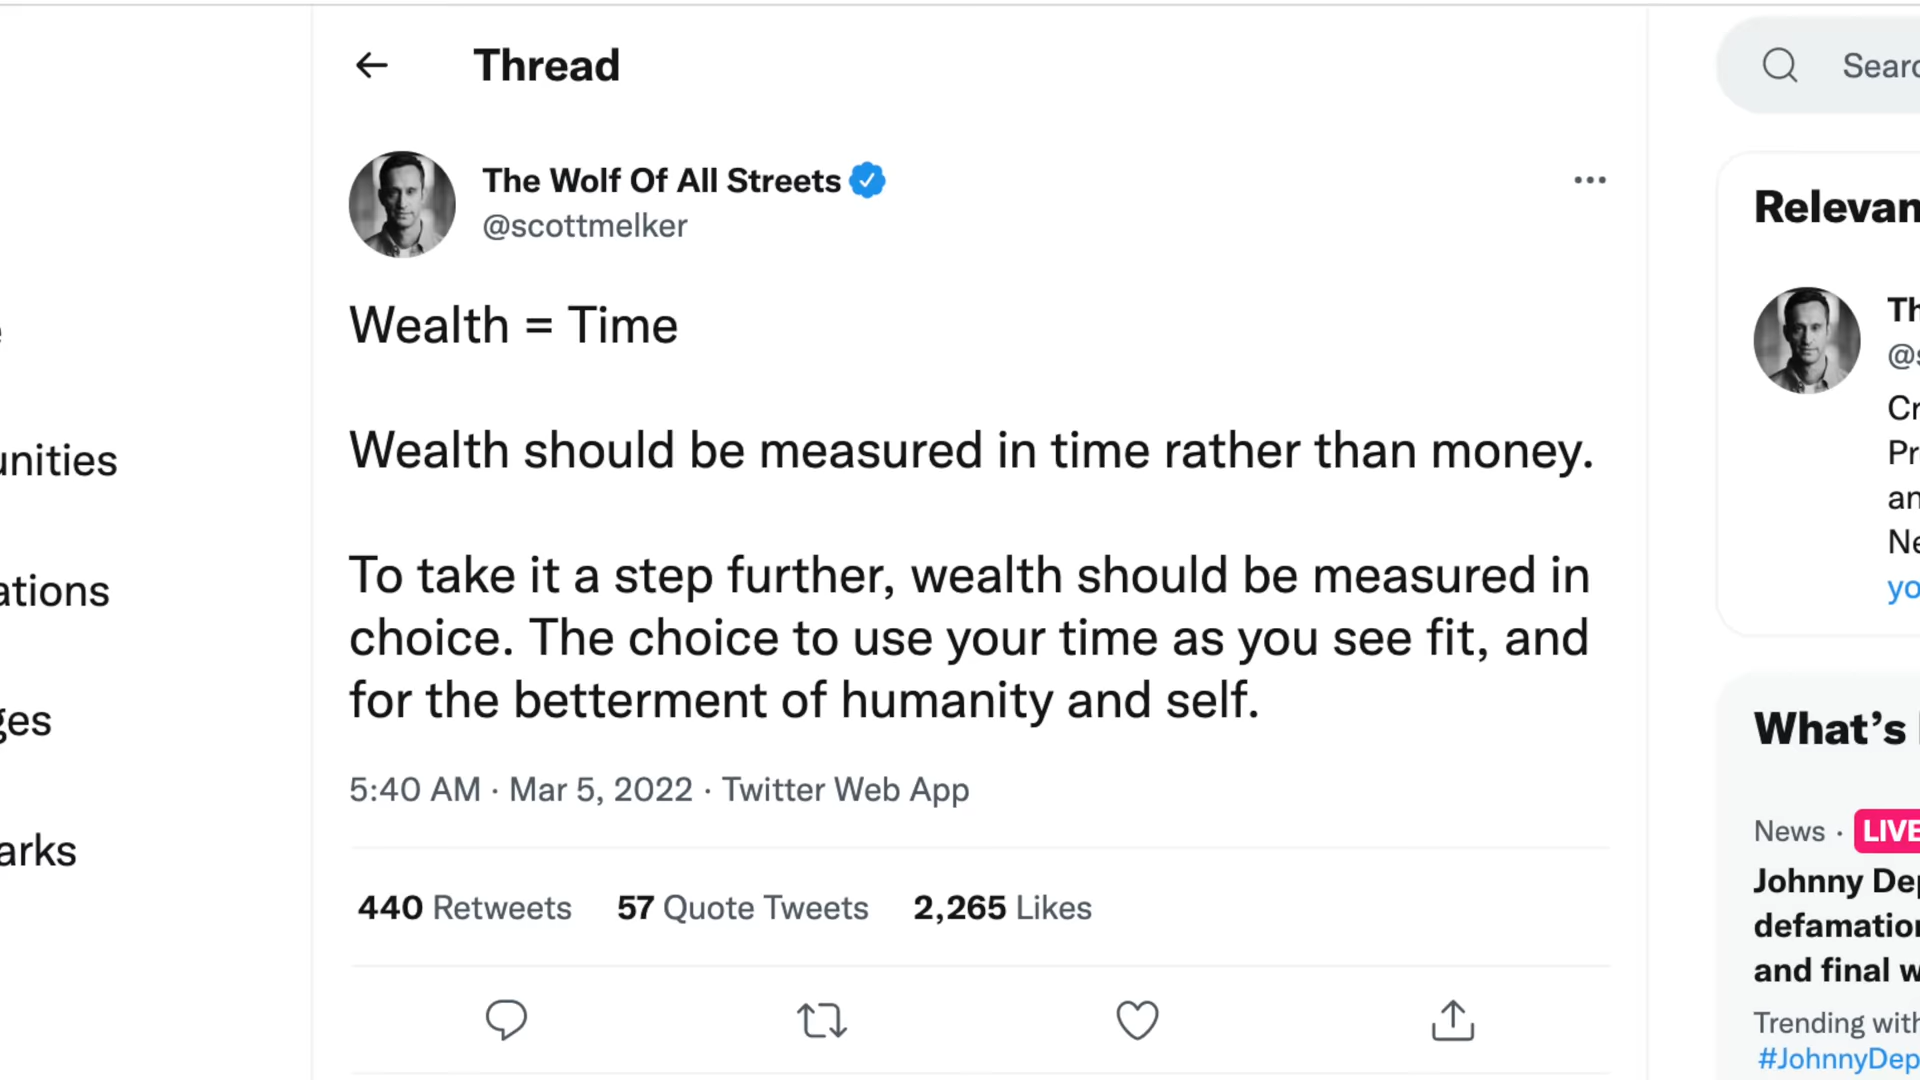 Thread
The Wolf Of All Streets
@scottmelker
Wealth = Time
Wealth should be measured in time rather than money.
To take it a step further, wealth should be measured in
choice. The choice to use your time as you see fit, and
for the betterment of humanity and self.
5:40 AM · Mar 5, 2022 · Twitter Web App
440 Retweets 57 Quote Tweets 2,265 Likes
unities
ations
ges
arks
Searc
Relevan
Th
@s
Cr
Pr
an
Ne
yo
What's
News · LIVE
Johnny Dep
defamation
and final w
Trending with
#JohnnyDep